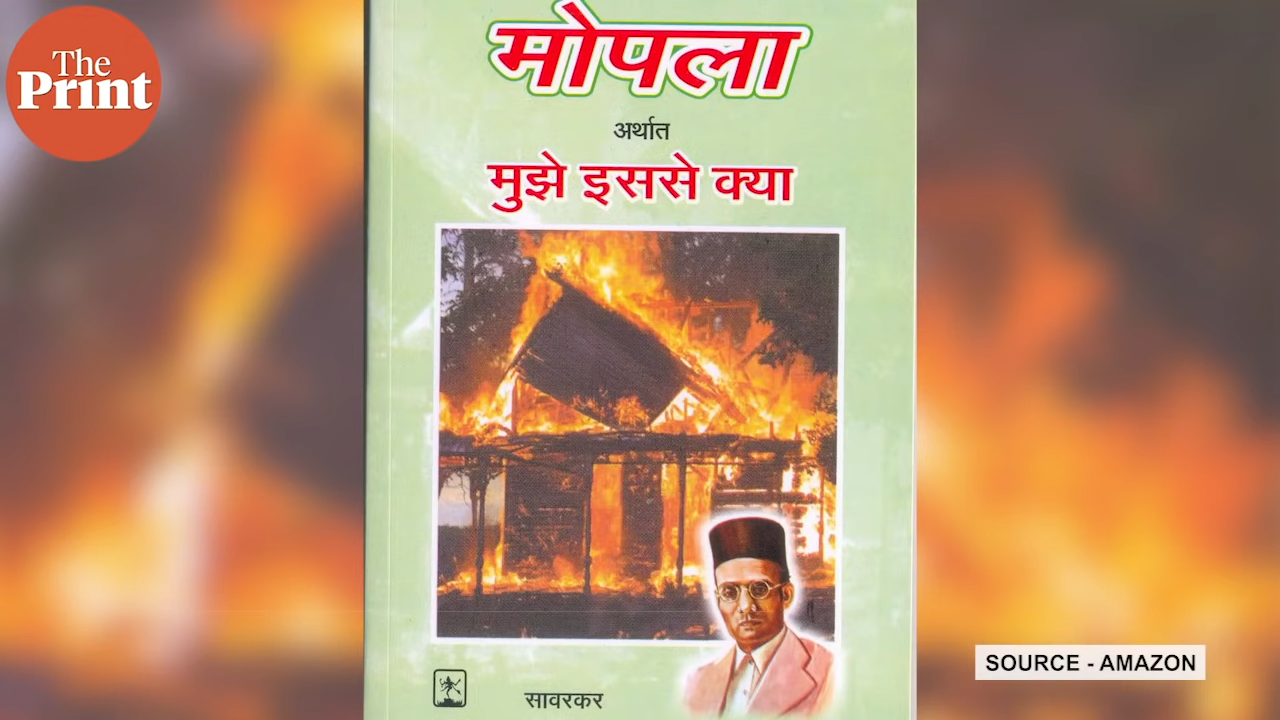 The
Print
मोपला
अर्थात
मुझे इससे क्या
सावरकर
SOURCE - AMAZON